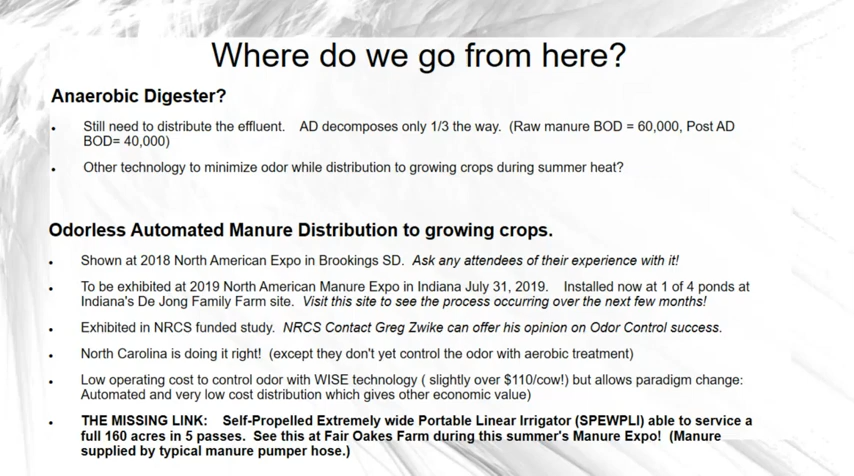 Where do we go from here?
Anaerobic Digester?
• Still need to distribute the effluent. AD decomposes only 1/3 the way. (Raw manure BOD = 60,000, Post AD
BOD= 40,000)
• Other technology to minimize odor while distribution to growing crops during summer heat?
Odorless Automated Manure Distribution to growing crops.
• Shown at 2018 North American Expo in Brookings SD. Ask any attendees of their experience with it!
• To be exhibited at 2019 North American Manure Expo in Indiana July 31, 2019. Installed now at 1 of 4 ponds at
Indiana's De Jong Family Farm site. Visit this site to see the process occurring over the next few months!
• Exhibited in NRCS funded study. NRCS Contact Greg Zwike can offer his opinion on Odor Control success.
• North Carolina is doing it right! (except they don't yet control the odor with aerobic treatment)
• Low operating cost to control odor with WISE technology ( slightly over $110/cow!) but allows paradigm change:
Automated and very low cost distribution which gives other economic value)
• THE MISSING LINK: Self-Propelled Extremely wide Portable Linear Irrigator (SPEWPLI) able to service a
full 160 acres in 5 passes. See this at Fair Oakes Farm during this summer's Manure Expo! (Manure
supplied by typical manure pumper hose.)